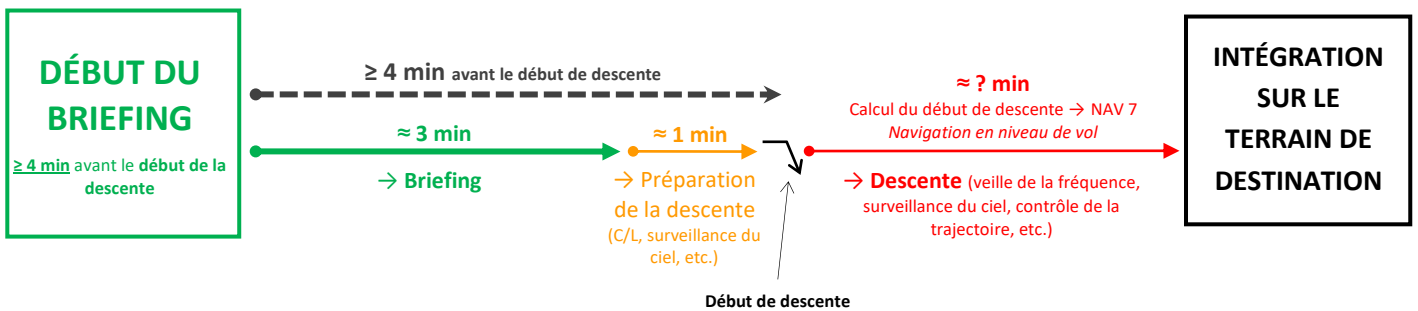 DÉBUT DU
BRIEFING
≥ 4 min avant le début de la
descente
≥ 4 min avant le début de descente
≈ 3 min
→ Briefing
≈ 1 min
→ Préparation
de la descente
(C/L, surveillance du
ciel, etc.)
Début de descente
≈ ? min
Calcul du début de descente → NAV 7
Navigation en niveau de vol
→ Descente (veille de la fréquence,
surveillance du ciel, contrôle de la
trajectoire, etc.)
INTÉGRATION
SUR LE
TERRAIN DE
DESTINATION